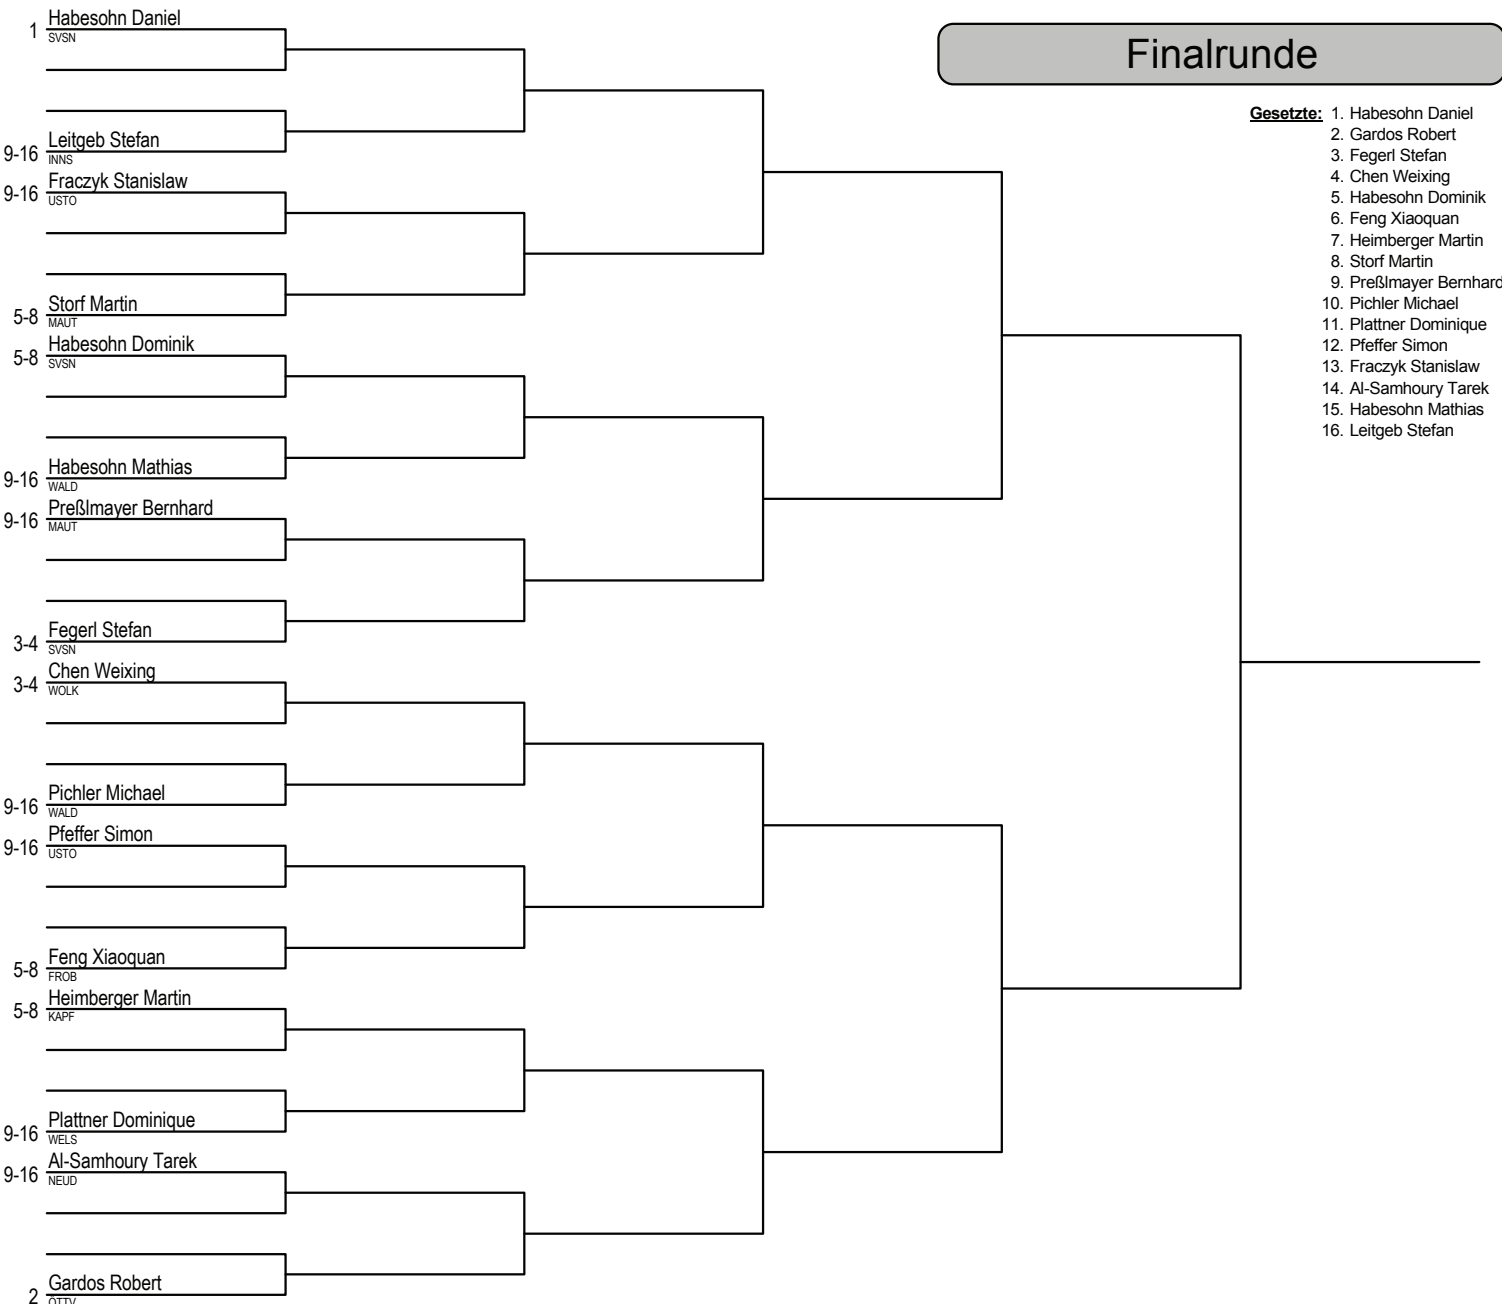 Finalrunde
Gesetzte: 1. Habesohn Daniel
2. Gardos Robert
3. Fegerl Stefan
4. Chen Weixing
5. Habesohn Dominik
6. Feng Xiaoquan
7. Heimberger Martin
8. Storf Martin
9. Preßlmayer Bernhard
10. Pichler Michael
11. Plattner Dominique
12. Pfeffer Simon
13. Fraczyk Stanislaw
14. Al-Samhoury Tarek
15. Habesohn Mathias
16. Leitgeb Stefan
1 Habesohn Daniel
SVSN
9-16 Leitgeb Stefan
INNS
9-16 Fraczyk Stanislaw
USTO
5-8 Storf Martin
MAUT
5-8 Habesohn Dominik
SVSN
9-16 Habesohn Mathias
WALD
9-16 Preßlmayer Bernhard
MAUT
3-4 Fegerl Stefan
SVSN
3-4 Chen Weixing
WOLK
9-16 Pichler Michael
WALD
9-16 Pfeffer Simon
USTO
5-8 Feng Xiaoquan
FROB
5-8 Heimberger Martin
KAPF
9-16 Plattner Dominique
WELS
9-16 Al-Samhoury Tarek
NEUD
2 Gardos Robert